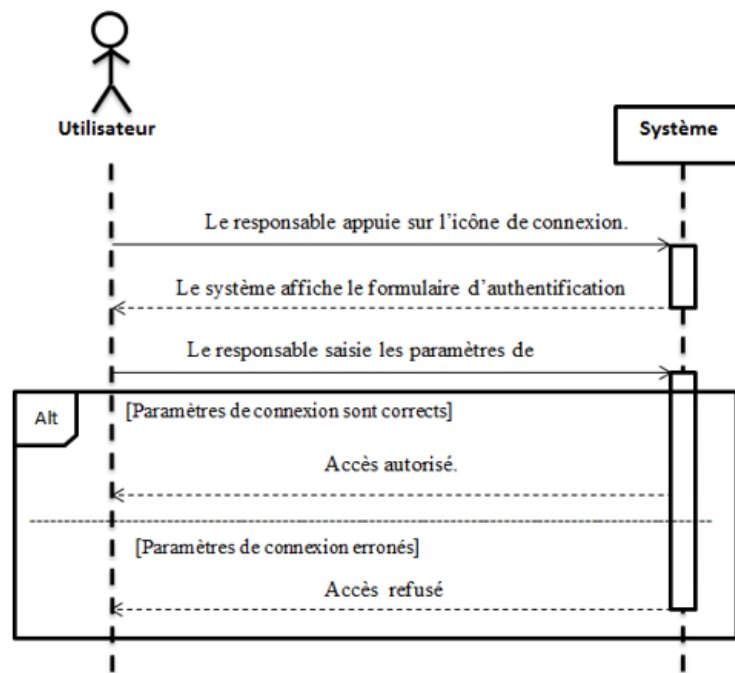 Utilisateur
Système
Le responsable appuie sur l’icône de connexion.
Le système affiche le formulaire d’authentification
Le responsable saisie les paramètres de
Alt
[Paramètres de connexion sont corrects]
Accès autorisé.
[Paramètres de connexion erronés]
Accès refusé